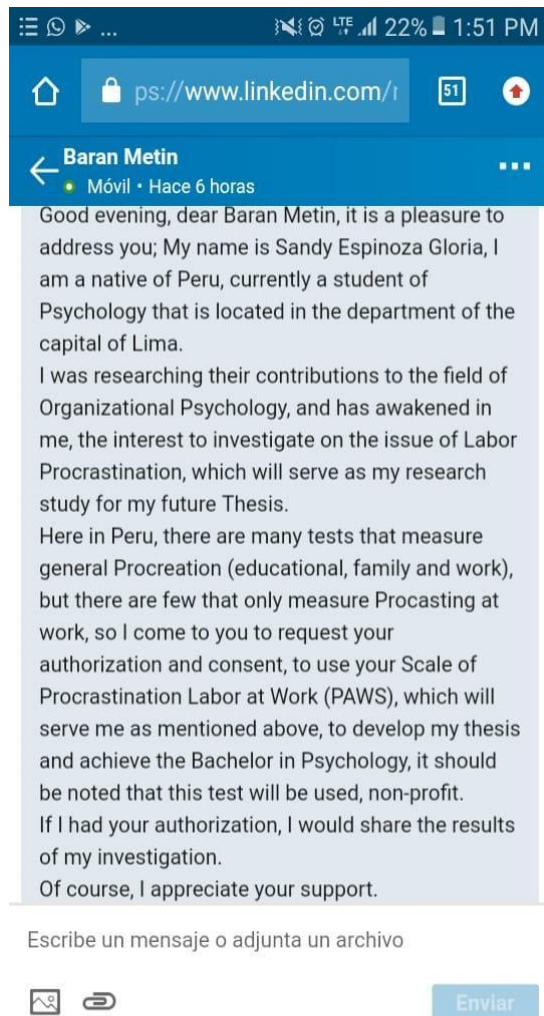 ... LTE 22% 1:51 PM
ps://www.linkedin.com/r 51
Baran Metin
Móvil • Hace 6 horas
Good evening, dear Baran Metin, it is a pleasure to
address you; My name is Sandy Espinoza Gloria, I
am a native of Peru, currently a student of
Psychology that is located in the department of the
capital of Lima.
I was researching their contributions to the field of
Organizational Psychology, and has awakened in
me, the interest to investigate on the issue of Labor
Procrastination, which will serve as my research
study for my future Thesis.
Here in Peru, there are many tests that measure
general Procreation (educational, family and work),
but there are few that only measure Procasting at
work, so I come to you to request your
authorization and consent, to use your Scale of
Procrastination Labor at Work (PAWS), which will
serve me as mentioned above, to develop my thesis
and achieve the Bachelor in Psychology, it should
be noted that this test will be used, non-profit.
If I had your authorization, I would share the results
of my investigation.
Of course, I appreciate your support.
Escribe un mensaje o adjunta un archivo
Enviar